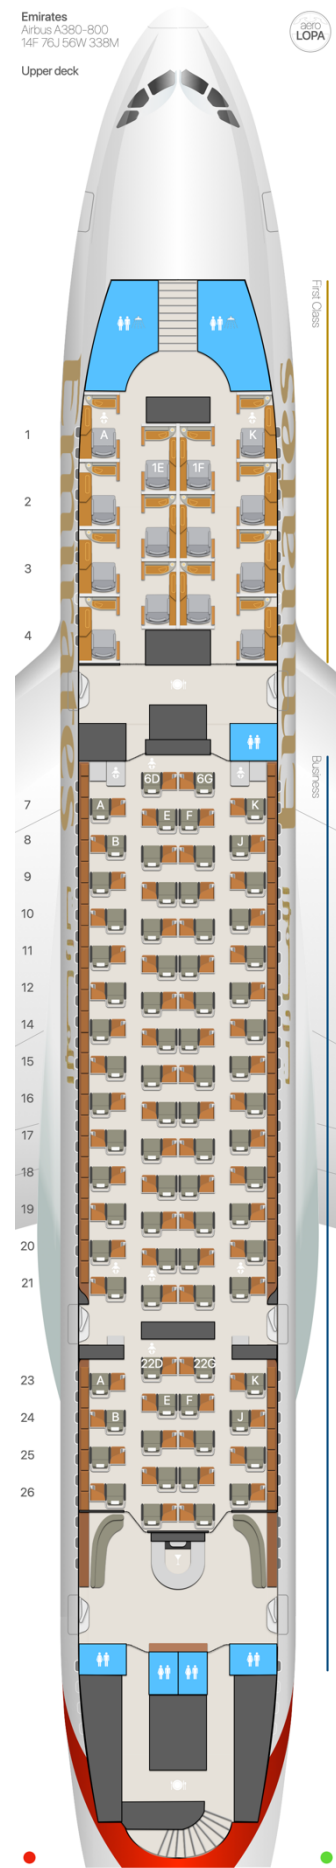 Emirates
Airbus A380-800
14F 76J 56W 338M
Upper deck
aero
LOPA
First Class
Emirates
Emirates
1
A
K
1E
1F
2
3
4
Business
6D
6G
7
A
E
F
K
8
B
J
9
10
11
12
14
15
16
17
18
19
20
21
22D
22G
23
A
K
E
F
24
B
J
25
26